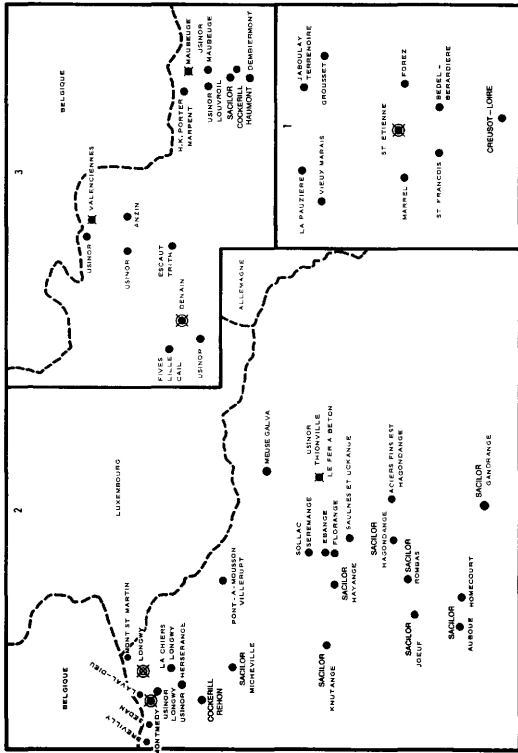 2
BELGIQUE
LUXEMBOURG
ALLEMAGNE
BREVILLY
SEDAN
LAVAL-DIEU
MONTMEDY
MONT ST MARTIN
LONGWY
USINOR
LONGWY
LA CHIERS
LONGWY
USINOR
HERSERANGE
COCKERILL
REHON
SACILOR
MICHEVILLE
PONT-A-MOUSSON
VILLERUPT
MEUSE GALVA
SOLLAC
SEREMANGE
EBANGE
FLORANGE
USINOR
THIONVILLE
LE FER A BETON
SAULNES ET UCKANGE
KNUTANGE
SACILOR
HAYANGE
SACILOR
HAGONDANGE
ACIERS FINS EST
HAGONDANGE
SACILOR
ROMBAS
SACILOR
JOEUF
SACILOR
AUBOUE
HOMECOURT
SACILOR
GANDRANGE
3
BELGIQUE
USINOR
VALENCIENNES
USINOR
ANZIN
ESCAUT
TRITH
DENAIN
FIVES
LILLE
CAIL
USINOR
H.K. PORTER
MARPENT
MAUBEUGE
USINOR
MAUBEUGE
USINOR
LOUVROIL
SACILOR
COCKERILL
HAUMONT
DEMBIERMONT
1
LA PAUZIERE
JABOULAY
TERRENOIRE
VIEUX MARAIS
GROUSSET
ST ETIENNE
MARREL
FOREZ
ST FRANCOIS
BEDEL-
BERARDIERE
CREUSOT-LOIRE